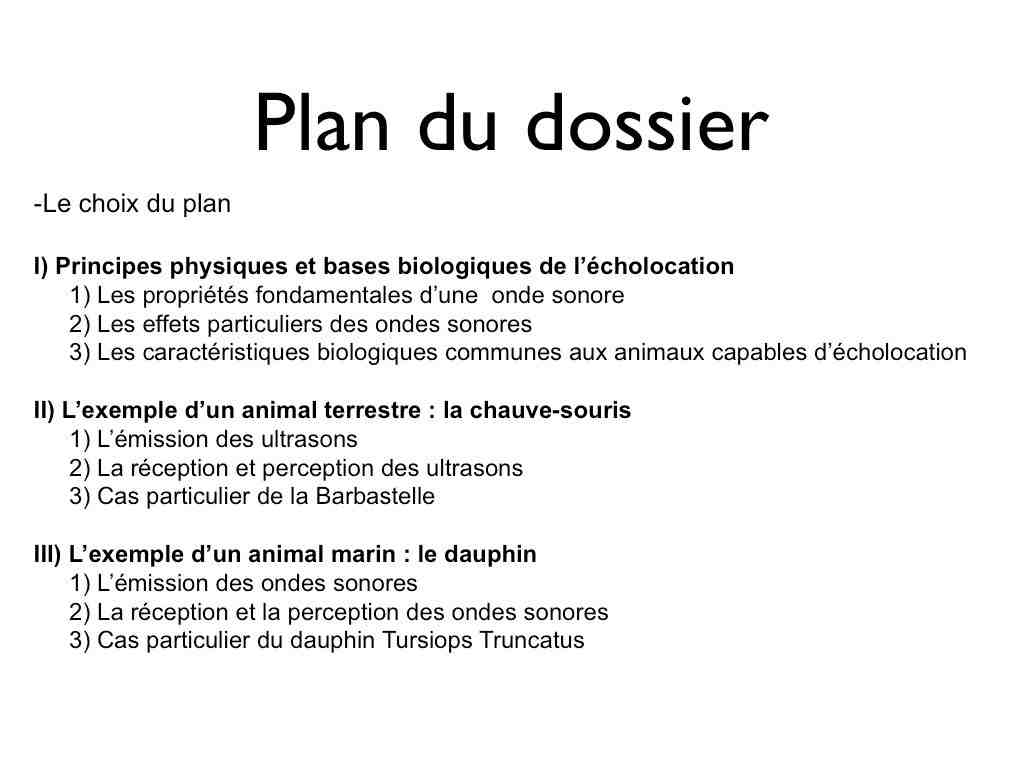 Plan du dossier
-Le choix du plan
I) Principes physiques et bases biologiques de l’écholocation
1) Les propriétés fondamentales d’une  onde sonore
2) Les effets particuliers des ondes sonores
3) Les caractéristiques biologiques communes aux animaux capables d’écholocation
II) L’exemple d’un animal terrestre : la chauve-souris
1) L’émission des ultrasons
2) La réception et perception des ultrasons
3) Cas particulier de la Barbastelle
III) L’exemple d’un animal marin : le dauphin
1) L’émission des ondes sonores
2) La réception et la perception des ondes sonores
3) Cas particulier du dauphin Tursiops Truncatus